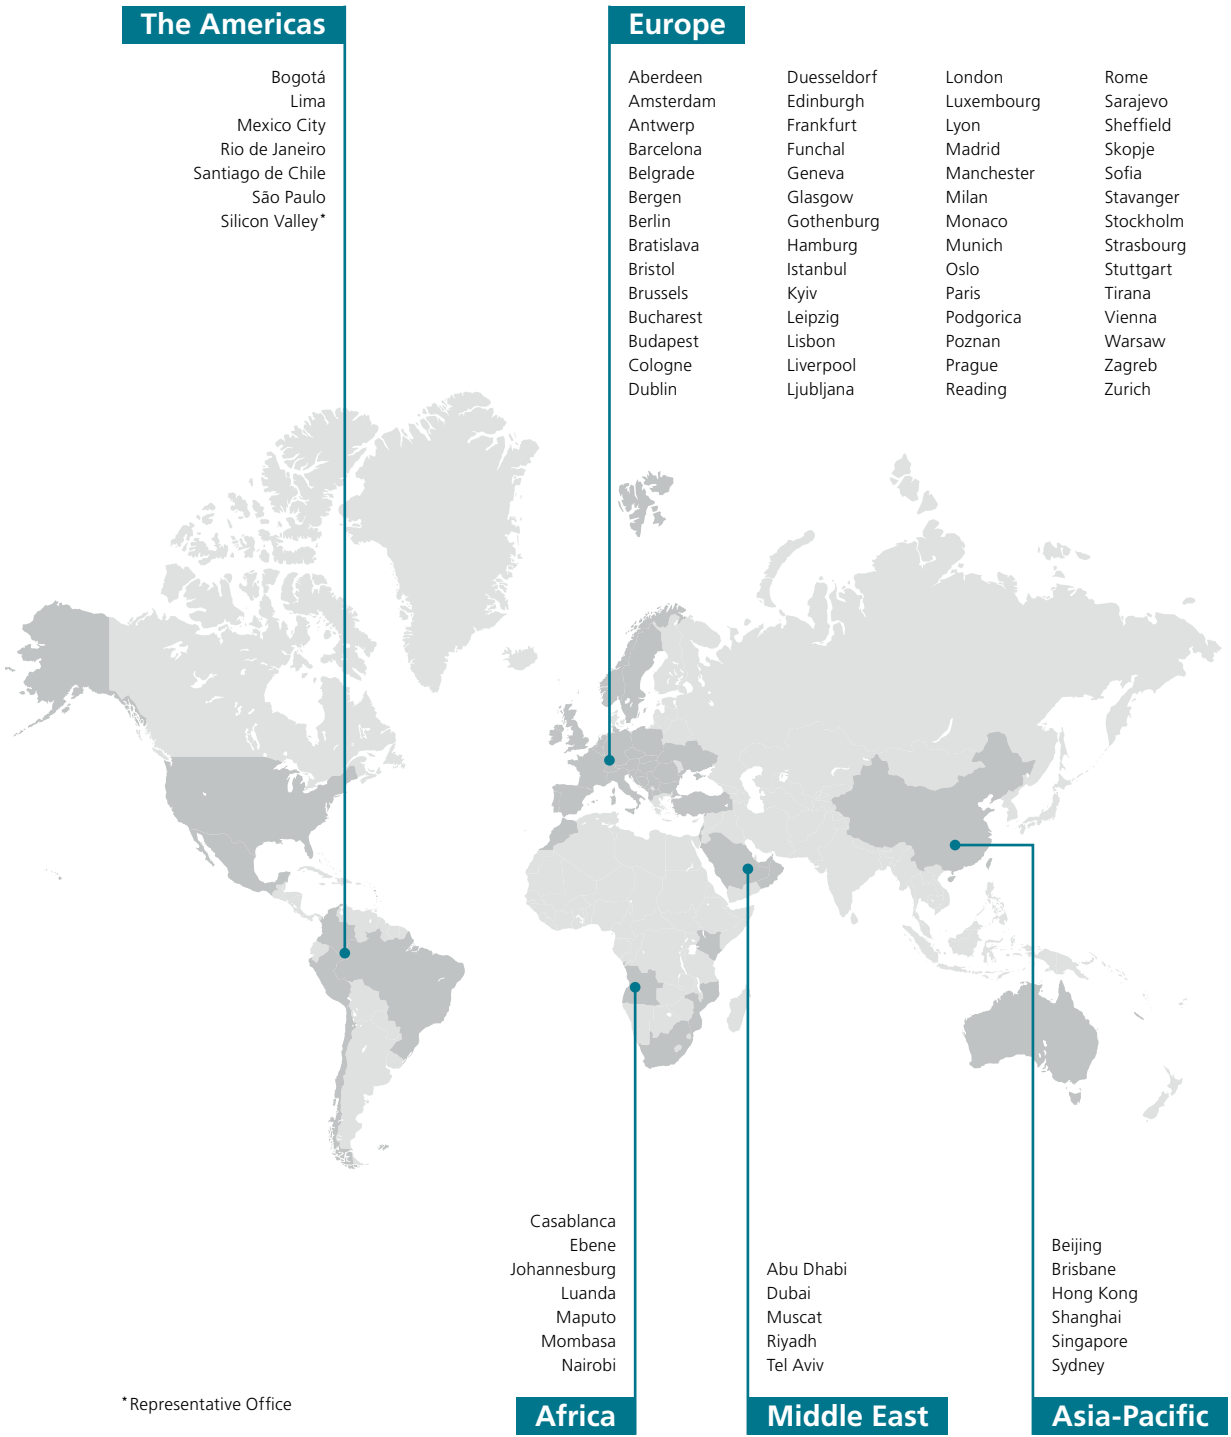 The Americas
Bogotá
Lima
Mexico City
Rio de Janeiro
Santiago de Chile
São Paulo
Silicon Valley*
Europe
Aberdeen
Amsterdam
Antwerp
Barcelona
Belgrade
Bergen
Berlin
Bratislava
Bristol
Brussels
Bucharest
Budapest
Cologne
Dublin
Duesseldorf
Edinburgh
Frankfurt
Funchal
Geneva
Glasgow
Gothenburg
Hamburg
Istanbul
Kyiv
Leipzig
Lisbon
Liverpool
Ljubljana
London
Luxembourg
Lyon
Madrid
Manchester
Milan
Monaco
Munich
Oslo
Paris
Podgorica
Poznan
Prague
Reading
Rome
Sarajevo
Sheffield
Skopje
Sofia
Stavanger
Stockholm
Strasbourg
Stuttgart
Tirana
Vienna
Warsaw
Zagreb
Zurich
Casablanca
Ebene
Johannesburg
Luanda
Maputo
Mombasa
Nairobi
Africa
Abu Dhabi
Dubai
Muscat
Riyadh
Tel Aviv
Middle East
Beijing
Brisbane
Hong Kong
Shanghai
Singapore
Sydney
Asia-Pacific
*Representative Office